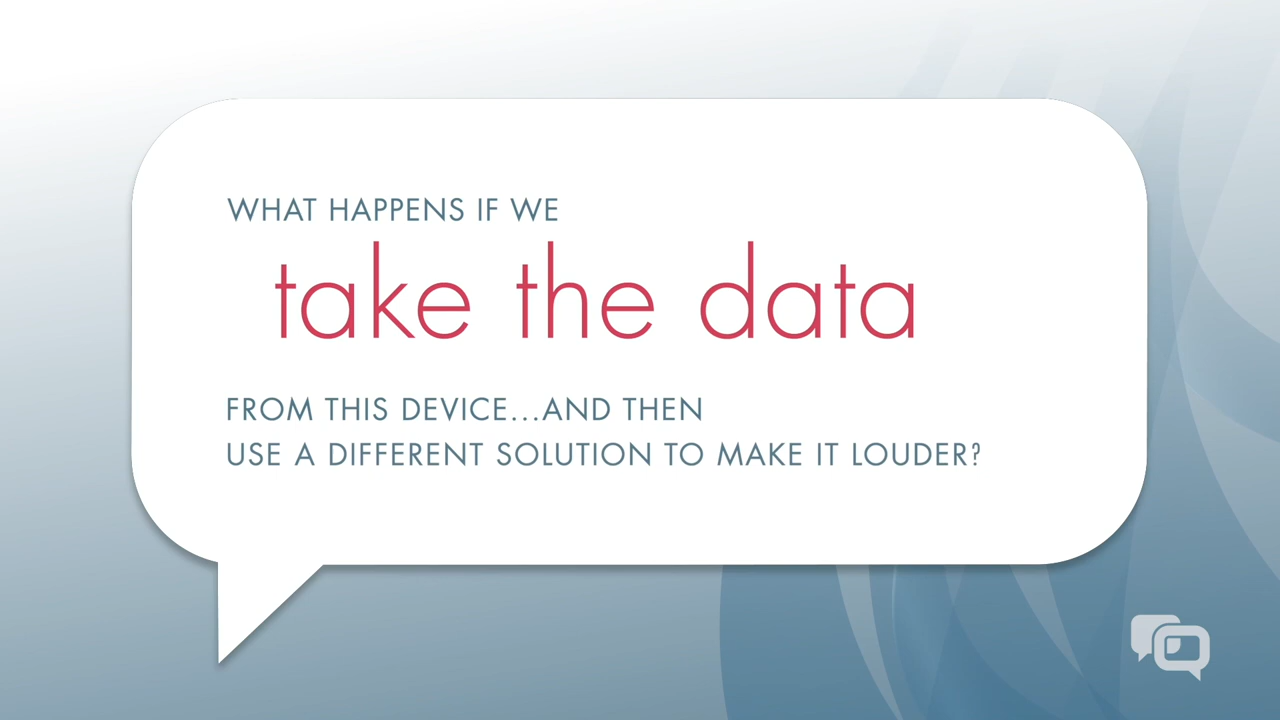 WHAT HAPPENS IF WE
take the data
FROM THIS DEVICE...AND THEN
USE A DIFFERENT SOLUTION TO MAKE IT LOUDER?